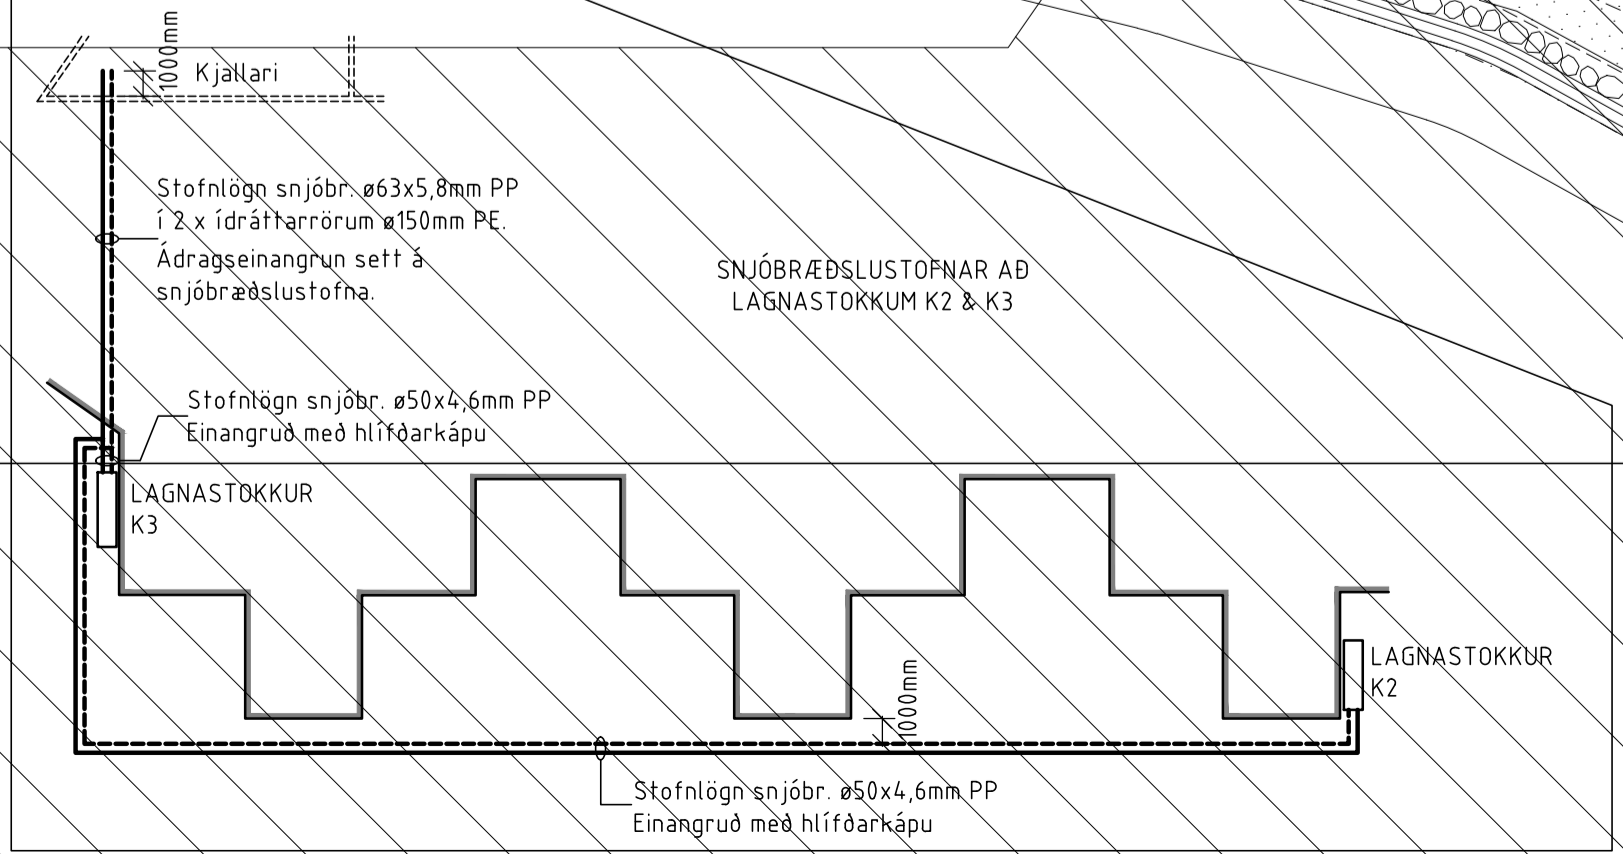 1000mm
Kjallari
Stofnlögn snjóbr. ø63x5,8mm PP
í 2 x ídráttarrörum ø150mm PE.
Ádragseinangrun sett á
snjóbræðslustofna.
SNJÓBRÆÐSLUSTOFNAR AÐ
LAGNASTOKKUM K2 & K3
Stofnlögn snjóbr. ø50x4,6mm PP
Einangruð með hlífðarkápu
LAGNASTOKKUR
K3
LAGNASTOKKUR
K2
1000mm
Stofnlögn snjóbr. ø50x4,6mm PP
Einangruð með hlífðarkápu